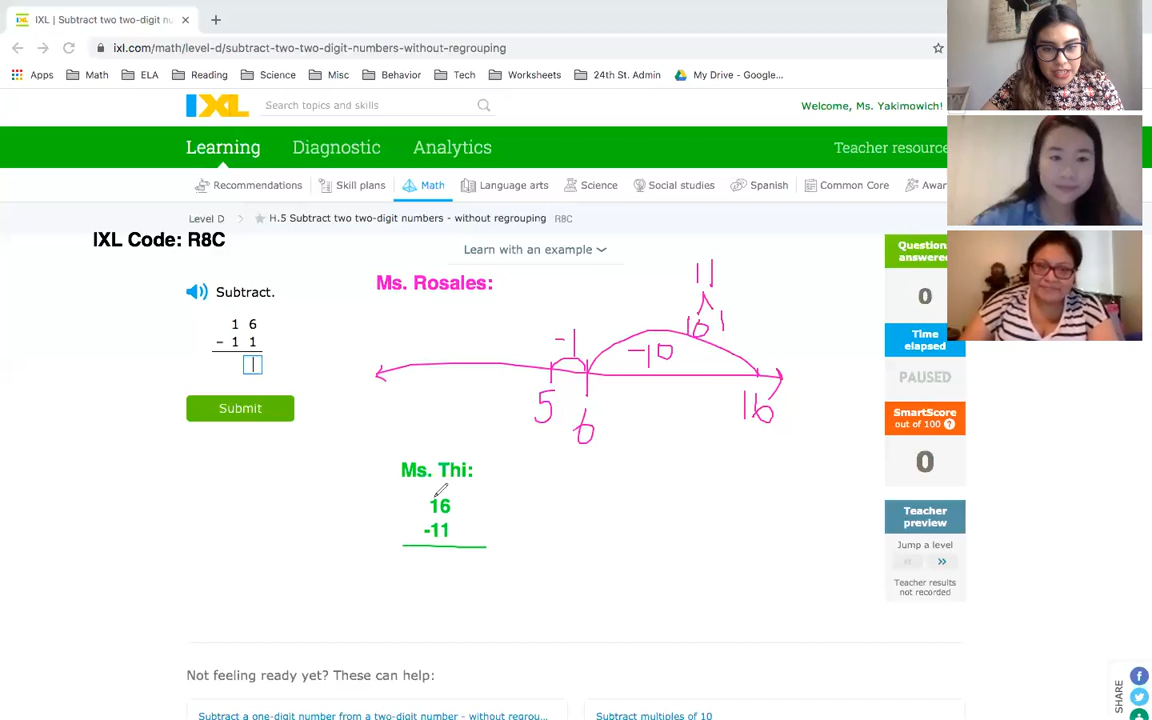 IXL | Subtract two two-digit nu
ixl.com/math/level-d/subtract-two-two-digit-numbers-without-regrouping
Apps Math ELA Reading Science Misc Behavior Tech Worksheets 24th St. Admin My Drive - Google...
IXL Search topics and skills Welcome, Ms. Yakimowich!
Learning Diagnostic Analytics Teacher resource
Recommendations Skill plans Math Language arts Science Social studies Spanish Common Core Awar
Level D > H.5 Subtract two two-digit numbers - without regrouping R8C
IXL Code: R8C
Learn with an example
Question
answered
0
Time
elapsed
PAUSED
SmartScore
out of 100 ?
0
Teacher
preview
Jump a level
« »
Teacher results
not recorded
Subtract.
1 6
- 1 1
Submit
Ms. Rosales:
11
10 1
-1
-10
5
6
16
Ms. Thi:
16
-11
Not feeling ready yet? These can help:
Subtract a one-digit number from a two-digit number - without regrou...
Subtract multiples of 10
SHARE